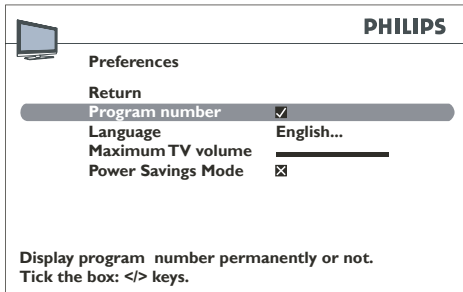 PHILIPS
Preferences
Return
Program number
Language English...
Maximum TV volume
Power Savings Mode
Display program number permanently or not.
Tick the box: </> keys.